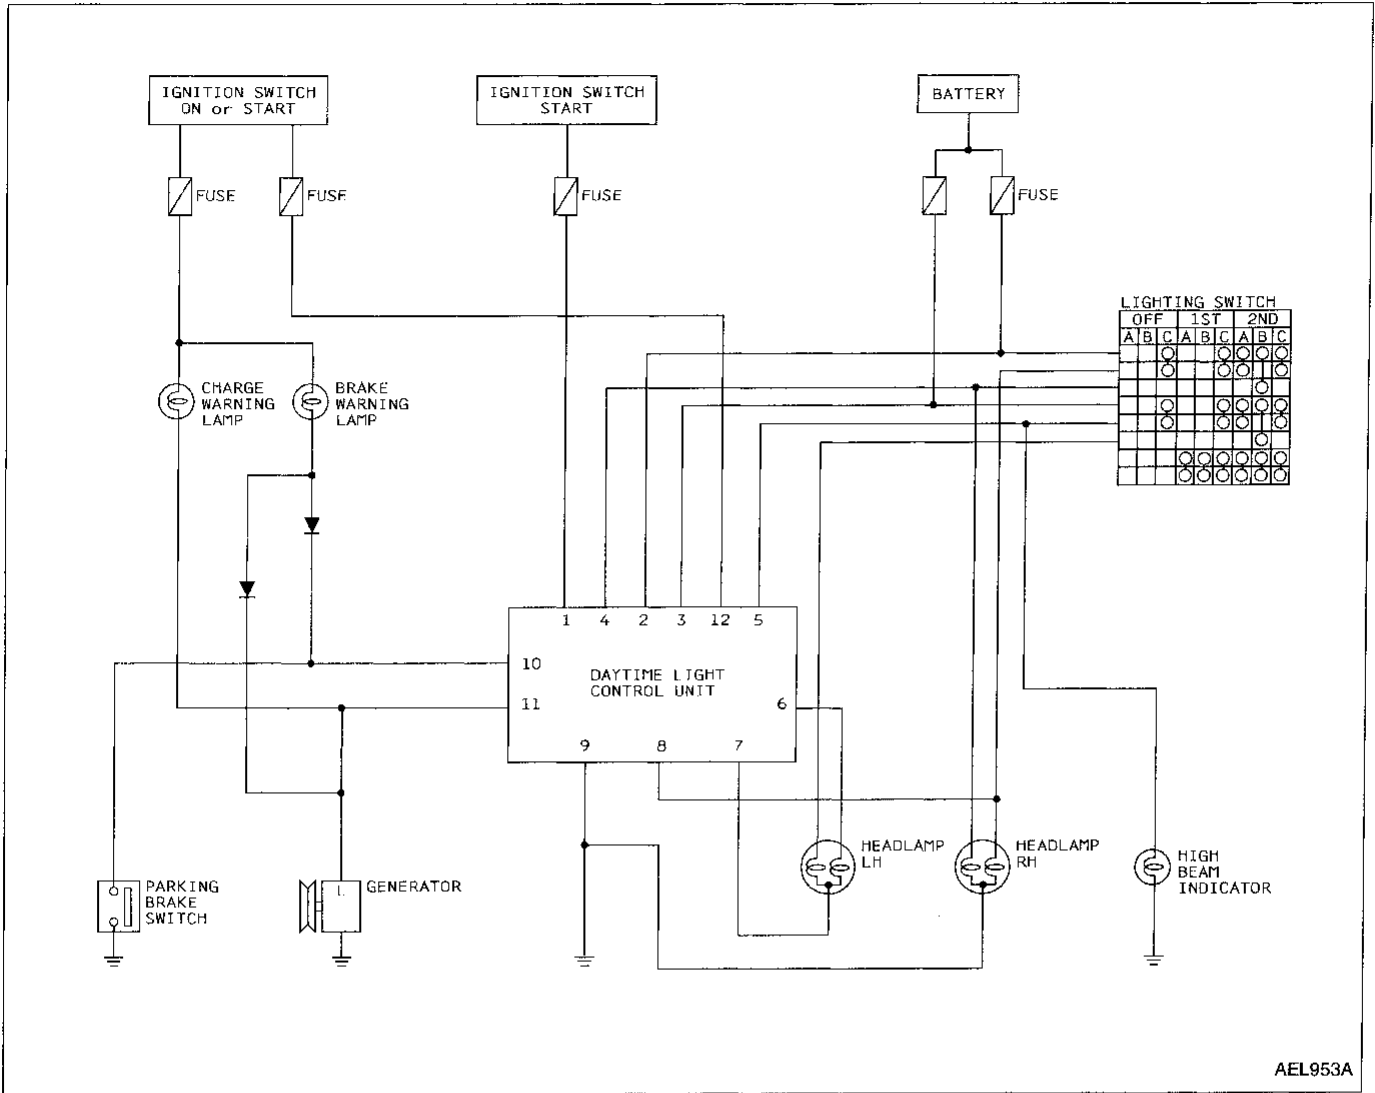 IGNITION SWITCH
ON or START
IGNITION SWITCH
START
BATTERY
FUSE
FUSE
FUSE
FUSE
LIGHTING SWITCH
OFF 1ST 2ND
A B C A B C A B C
CHARGE
WARNING
LAMP
BRAKE
WARNING
LAMP
1 4 2 3 12 5
10
11
DAYTIME LIGHT
CONTROL UNIT
6
9 8 7
PARKING
BRAKE
SWITCH
L
GENERATOR
HEADLAMP
LH
HEADLAMP
RH
HIGH
BEAM
INDICATOR
AEL953A